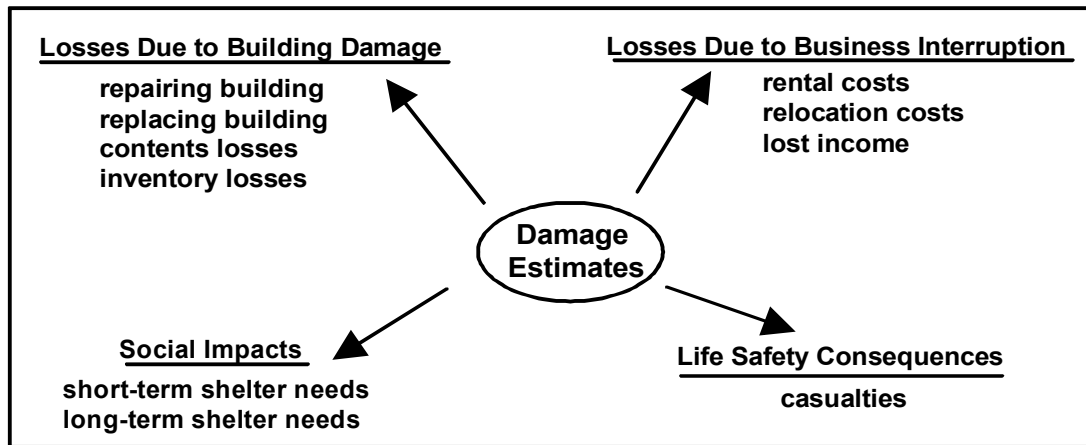 Losses Due to Building Damage
repairing building
replacing building
contents losses
inventory losses
Losses Due to Business Interruption
rental costs
relocation costs
lost income
Damage
Estimates
Social Impacts
short-term shelter needs
long-term shelter needs
Life Safety Consequences
casualties